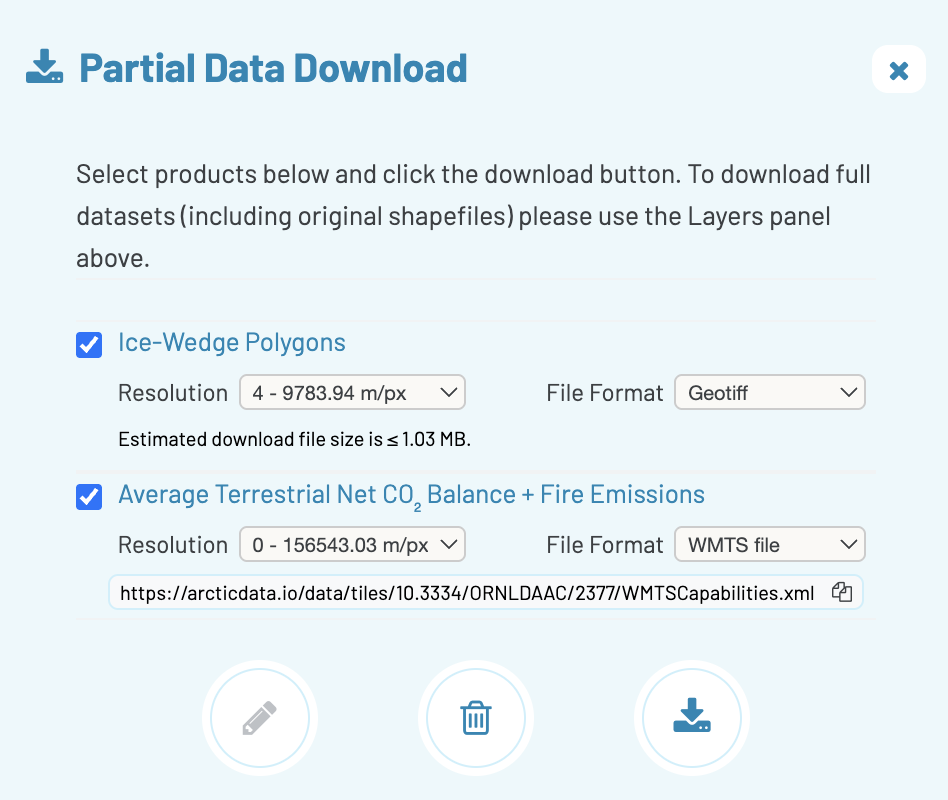 Partial Data Download
Select products below and click the download button. To download full
datasets (including original shapefiles) please use the Layers panel
above.
Ice-Wedge Polygons
Resolution 4 - 9783.94 m/px File Format Geotiff
Estimated download file size is ≤ 1.03 MB.
Average Terrestrial Net CO₂ Balance + Fire Emissions
Resolution 0 - 156543.03 m/px File Format WMTS file
https://arcticdata.io/data/tiles/10.3334/ORNLDAAC/2377/WMTSCapabilities.xml